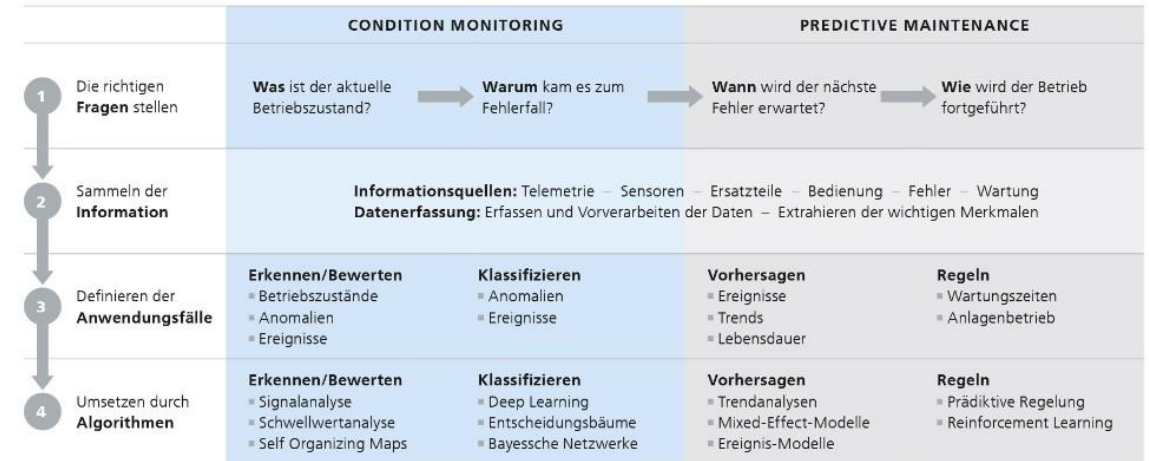 CONDITION MONITORING
PREDICTIVE MAINTENANCE
1
Die richtigen
Fragen stellen
Was ist der aktuelle
Betriebszustand?
Warum kam es zum
Fehlerfall?
Wann wird der nächste
Fehler erwartet?
Wie wird der Betrieb
fortgeführt?
2
Sammeln der
Information
Informationsquellen: Telemetrie – Sensoren – Ersatzteile – Bedienung – Fehler – Wartung
Datenerfassung: Erfassen und Vorverarbeiten der Daten – Extrahieren der wichtigen Merkmalen
3
Definieren der
Anwendungsfälle
Erkennen/Bewerten
Betriebszustände
Anomalien
Ereignisse
Klassifizieren
Anomalien
Ereignisse
Vorhersagen
Ereignisse
Trends
Lebensdauer
Regeln
Wartungszeiten
Anlagenbetrieb
4
Umsetzen durch
Algorithmen
Erkennen/Bewerten
Signalanalyse
Schwellwertanalyse
Self Organizing Maps
Klassifizieren
Deep Learning
Entscheidungsbäume
Bayessche Netzwerke
Vorhersagen
Trendanalysen
Mixed-Effect-Modelle
Ereignis-Modelle
Regeln
Prädiktive Regelung
Reinforcement Learning